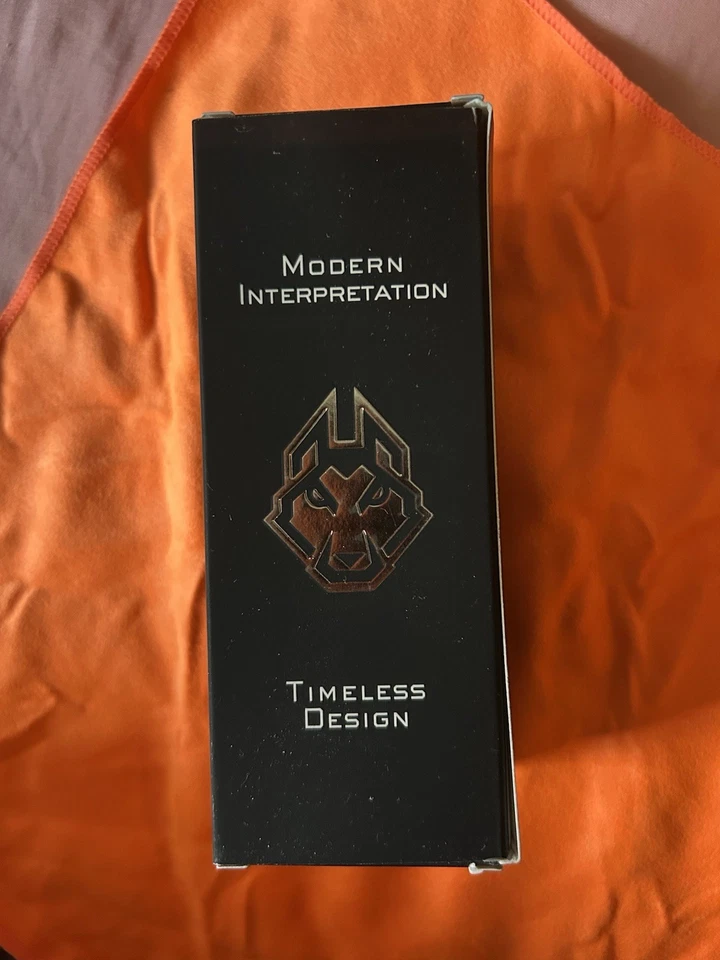 Modern
Interpretation
Timeless
Design